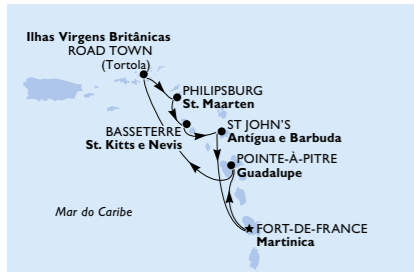 Ilhas Virgens Britânicas
ROAD TOWN
(Tortola)
PHILIPSBURG
St. Maarten
BASSETERRE
St. Kitts e Nevis
ST JOHN'S
Antígua e Barbuda
POINTE-À-PITRE
Guadalupe
Mar do Caribe
FORT-DE-FRANCE
Martinica